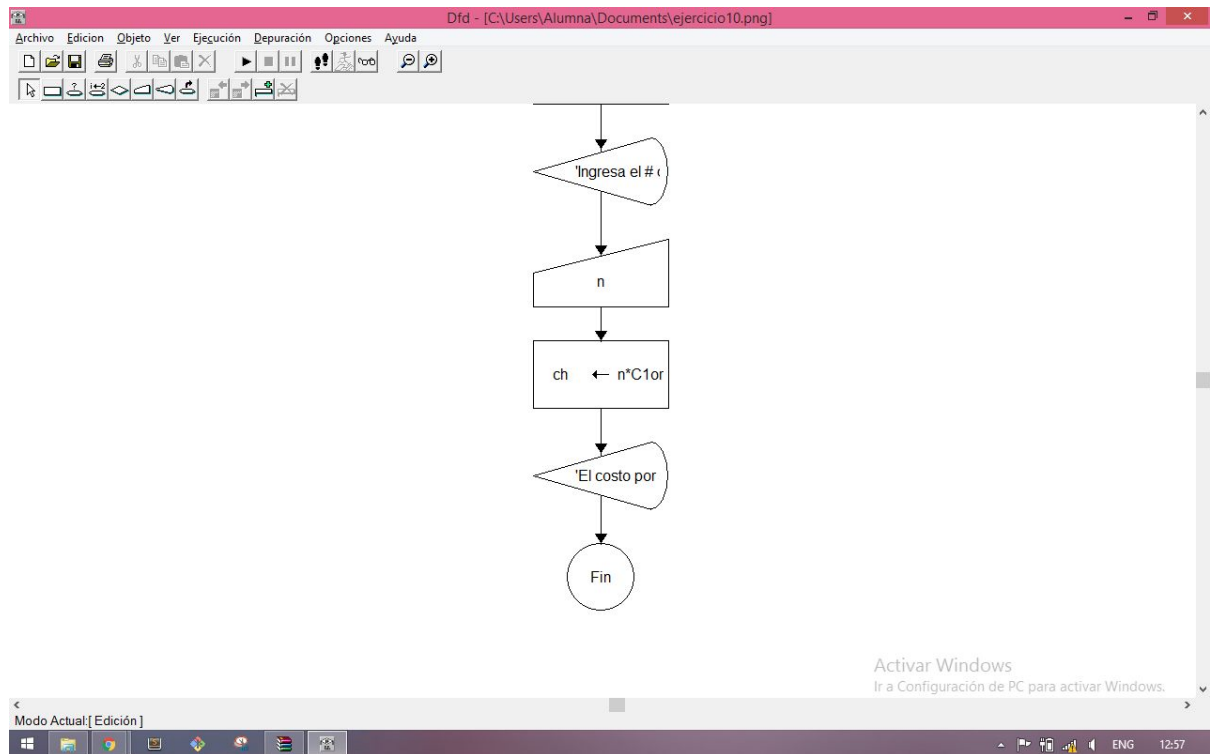 Dfd - [C:\Users\Alumna\Documents\ejercicio10.png]
Archivo Edicion Objeto Ver Ejecución Depuración Opciones Ayuda
'Ingresa el # c
n
ch ← n*C1or
'El costo por
Fin
Activar Windows
Ir a Configuración de PC para activar Windows.
Modo Actual:[ Edición ]
ENG 12:57